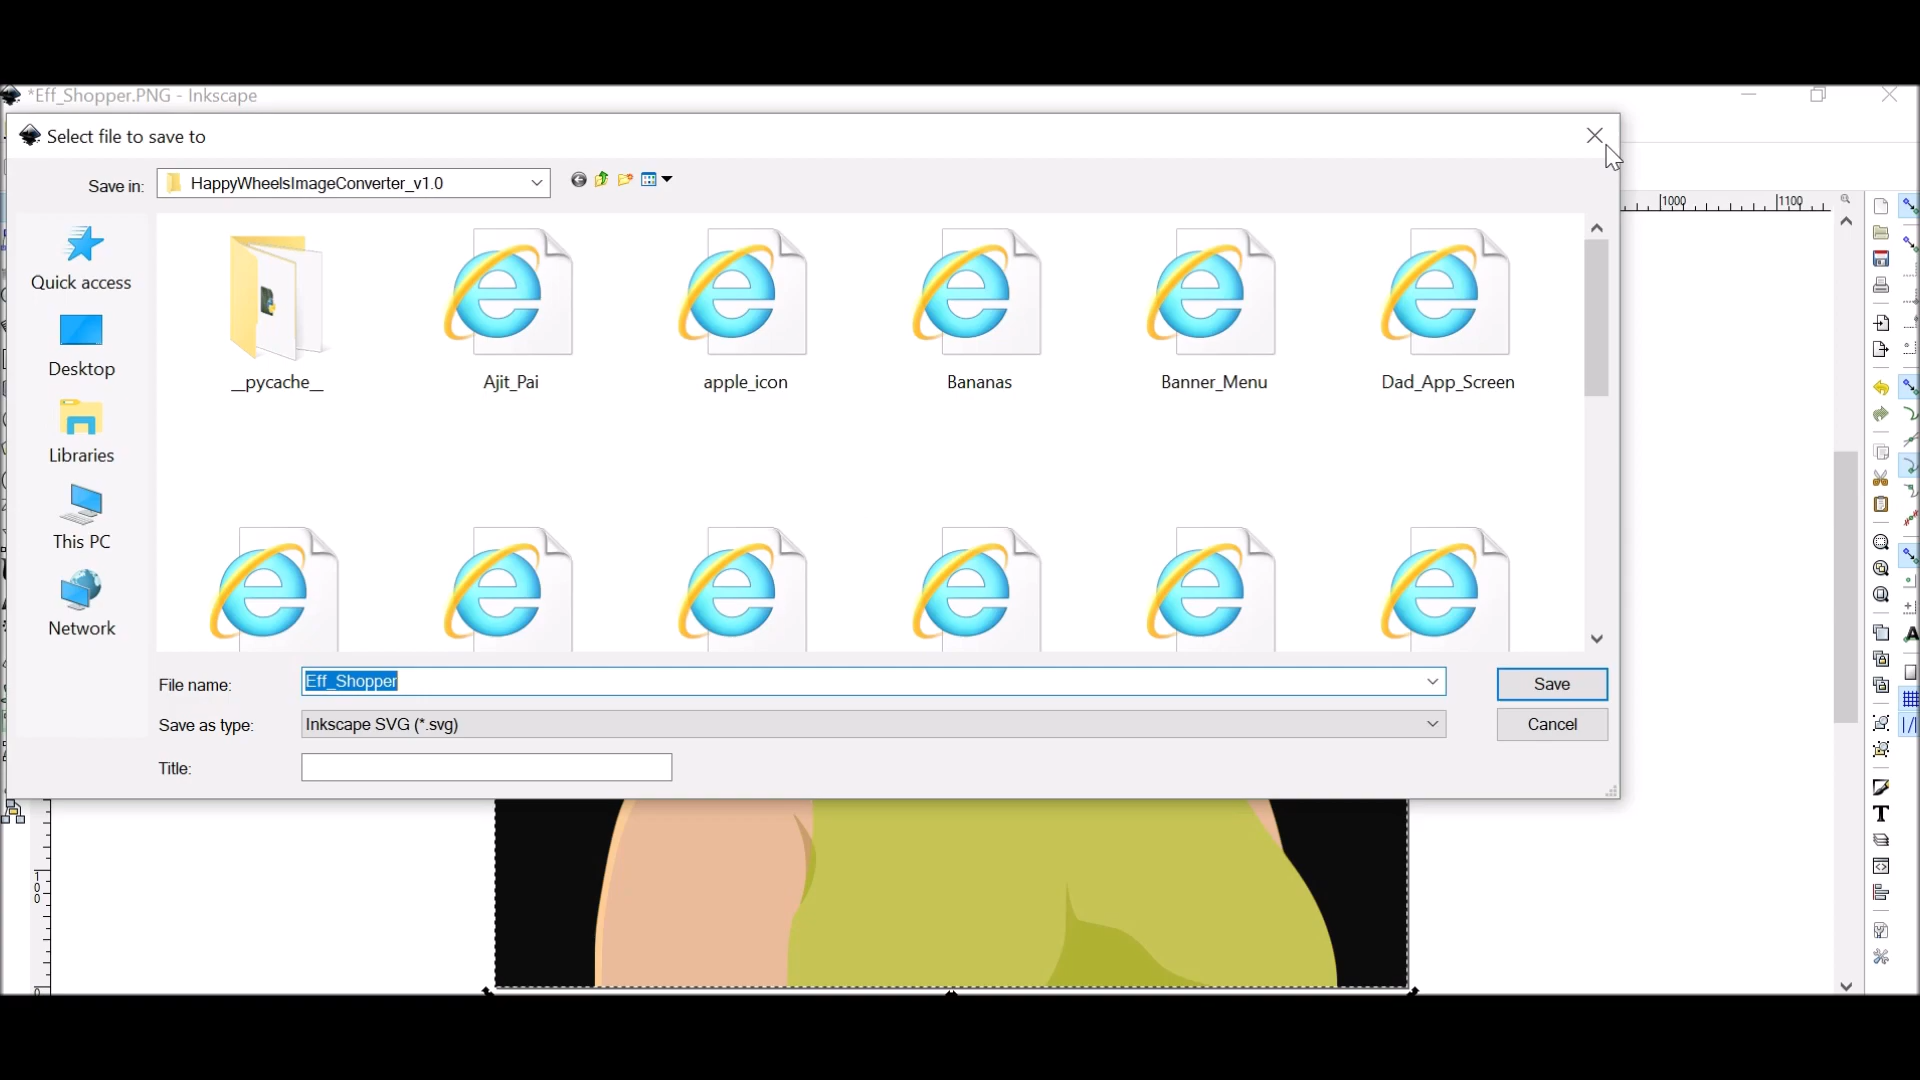 *Eff_Shopper.PNG - Inkscape
Select file to save to
Save in:
HappyWheelsImageConverter_v1.0
1000
1100
Quick access
Desktop
Libraries
This PC
Network
__pycache__
Ajit_Pai
apple_icon
Bananas
Banner_Menu
Dad_App_Screen
File name:
Eff_Shopper
Save
Save as type:
Inkscape SVG (*.svg)
Cancel
Title:
100